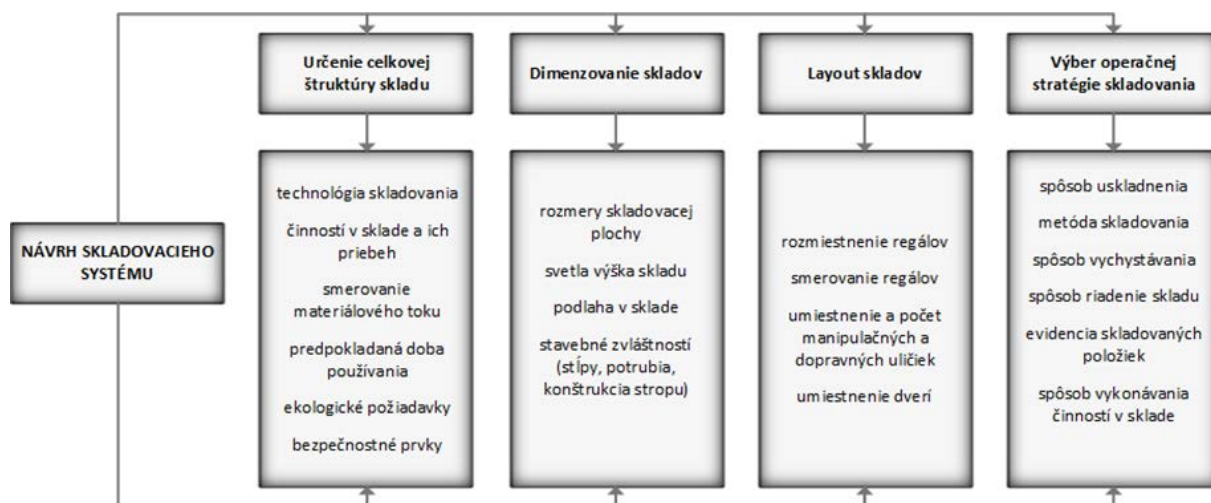 Určenie celkovej
štruktúry skladu
Dimenzovanie skladov
Layout skladov
Výber operačnej
stratégie skladovania
NÁVRH SKLADOVACIEHO
SYSTÉMU
technológia skladovania
činností v sklade a ich
priebeh
smerovanie
materiálového toku
predpokladaná doba
používania
ekologické požiadavky
bezpečnostné prvky
rozmery skladovacej
plochy
svetla výška skladu
podlaha v sklade
stavebné zvláštností
(stĺpy, potrubia,
konštrukcia stropu)
rozmiestnenie regálov
smerovanie regálov
umiestnenie a počet
manipulačných a
dopravných uličiek
umiestnenie dverí
spôsob uskladnenia
metóda skladovania
spôsob vychystávania
spôsob riadenie skladu
evidencia skladovaných
položiek
spôsob vykonávania
činností v sklade